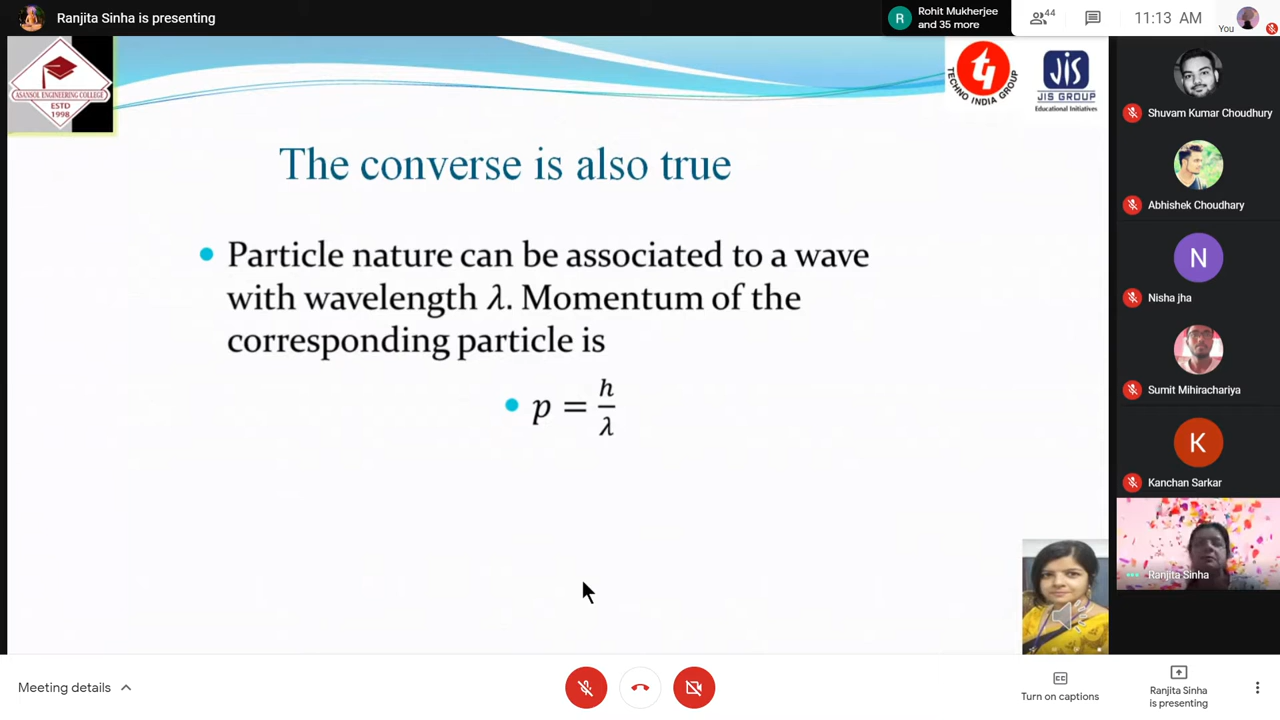 Ranjita Sinha is presenting
R
Rohit Mukherjee
and 35 more
44
11:13 AM
You
ASANSOL ENGINEERING COLLEGE
ESTD
1998
TECHNO INDIA GROUP
JIS
JIS GROUP
Educational Initiatives
The converse is also true
Particle nature can be associated to a wave
with wavelength λ. Momentum of the
corresponding particle is
p = h/λ
Shuvam Kumar Choudhury
Abhishek Choudhary
N
Nisha jha
Sumit Mihirachariya
K
Kanchan Sarkar
Ranjita Sinha
Meeting details
CC
Turn on captions
Ranjita Sinha
is presenting